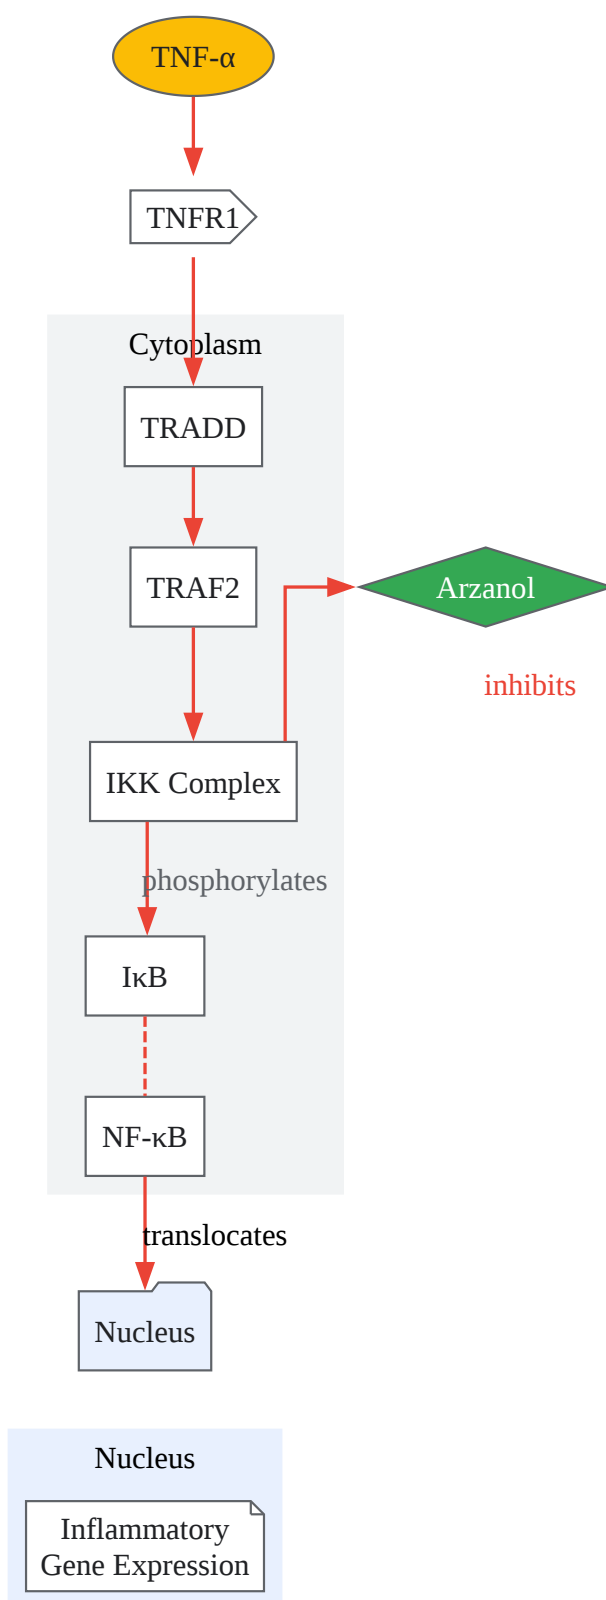 TNF-α
TNFR1
Cytoplasm
TRADD
TRAF2
Arzanol
inhibits
IKK Complex
phosphorylates
IκB
NF-κB
translocates
Nucleus
Nucleus
Inflammatory
Gene Expression